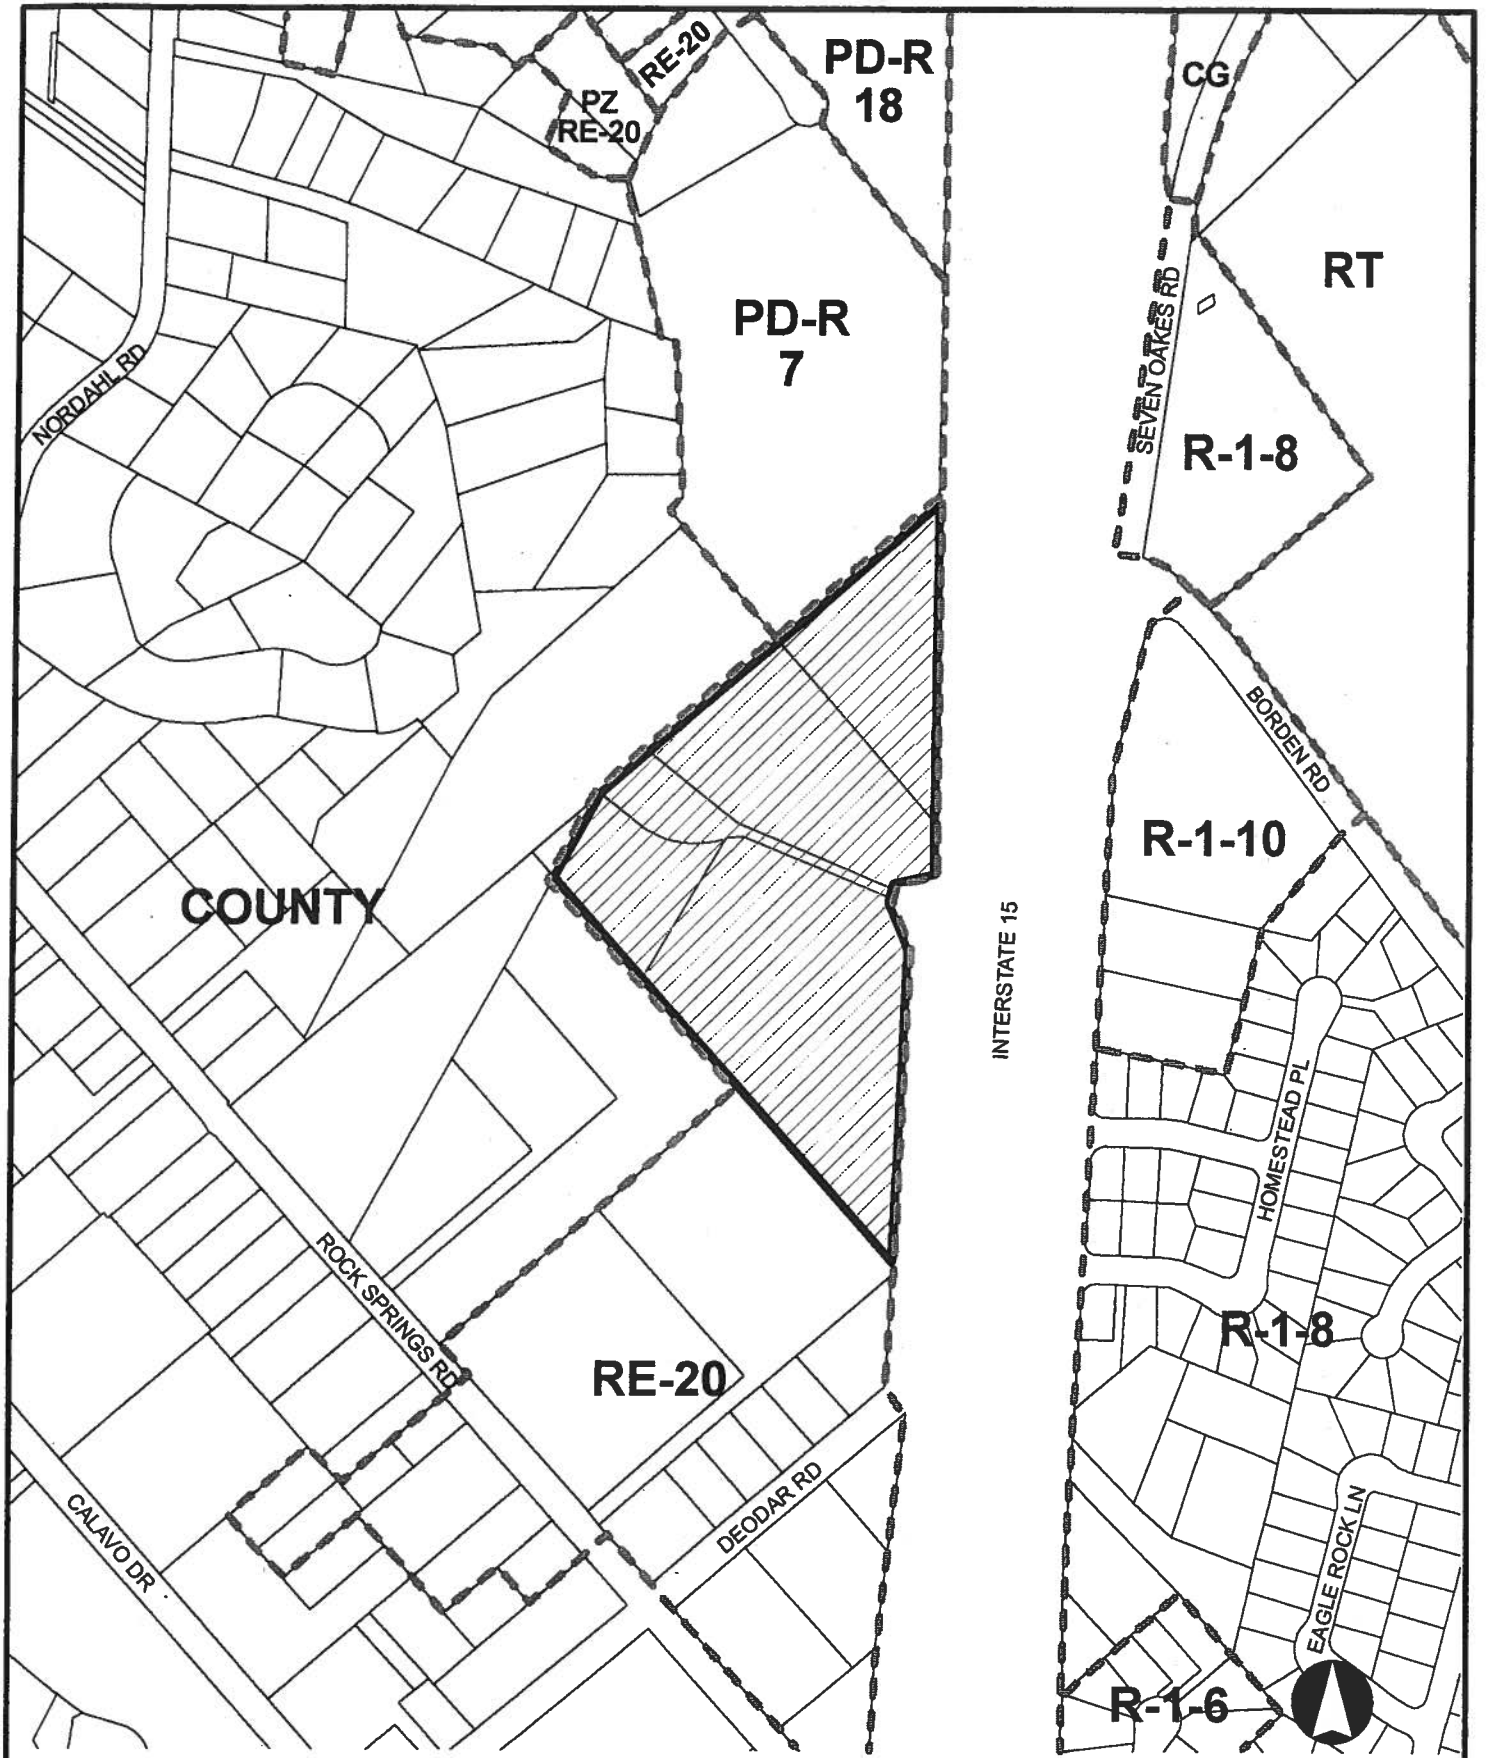 RE-20
PD-R
18
CG
PZ
RE-20
RT
PD-R
7
SEVEN OAKES RD
NORDAHL RD
R-1-8
BORDEN RD
R-1-10
COUNTY
INTERSTATE 15
HOMESTEAD PL
ROCK SPRINGS RD
R-1-8
RE-20
DEODAR RD
CALAVO DR
EAGLE ROCK LN
R-1-6